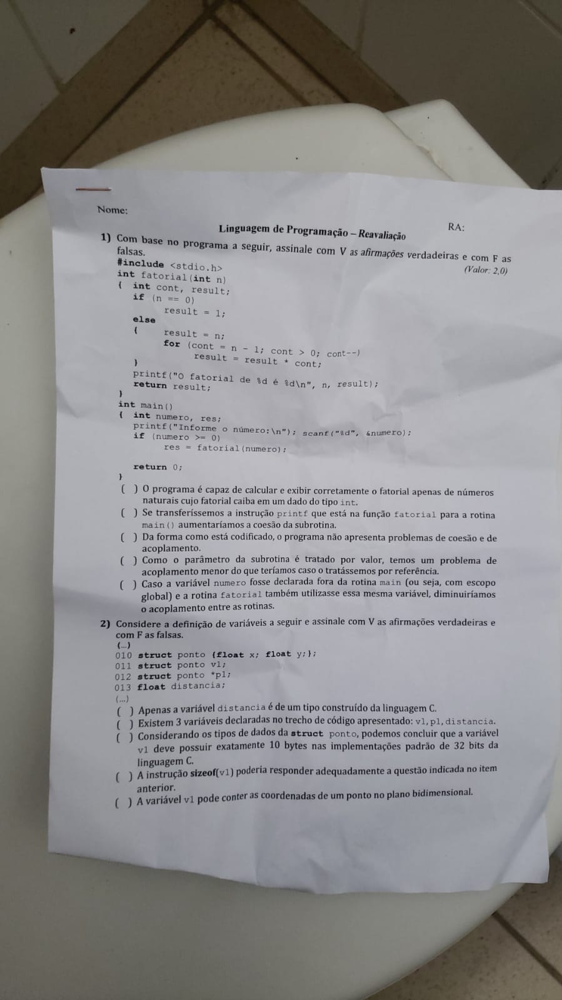 Nome:
RA:
Linguagem de Programação – Reavaliação
1) Com base no programa a seguir, assinale com V as afirmações verdadeiras e com F as
falsas.
(Valor: 2,0)
#include <stdio.h>
int fatorial(int n)
{ int cont, result;
if (n == 0)
result = 1;
else
{ result = n;
for (cont = n - 1; cont > 0; cont--)
result = result * cont;
}
printf("O fatorial de %d é %d\n", n, result);
return result;
}
int main()
{ int numero, res;
printf("Informe o número:\n"); scanf("%d", &numero);
if (numero >= 0)
res = fatorial(numero);
return 0;
}
( ) O programa é capaz de calcular e exibir corretamente o fatorial apenas de números
naturais cujo fatorial caiba em um dado do tipo int.
( ) Se transferíssemos a instrução printf que está na função fatorial para a rotina
main() aumentaríamos a coesão da subrotina.
( ) Da forma como está codificado, o programa não apresenta problemas de coesão e de
acoplamento.
( ) Como o parâmetro da subrotina é tratado por valor, temos um problema de
acoplamento menor do que teríamos caso o tratássemos por referência.
( ) Caso a variável numero fosse declarada fora da rotina main (ou seja, com escopo
global) e a rotina fatorial também utilizasse essa mesma variável, diminuiríamos
o acoplamento entre as rotinas.
2) Considere a definição de variáveis a seguir e assinale com V as afirmações verdadeiras e
com F as falsas.
(...)
010 struct ponto {float x; float y;};
011 struct ponto v1;
012 struct ponto *p1;
013 float distancia;
(...)
( ) Apenas a variável distancia é de um tipo construído da linguagem C.
( ) Existem 3 variáveis declaradas no trecho de código apresentado: v1, p1, distancia.
( ) Considerando os tipos de dados da struct ponto, podemos concluir que a variável
v1 deve possuir exatamente 10 bytes nas implementações padrão de 32 bits da
linguagem C.
( ) A instrução sizeof(v1) poderia responder adequadamente a questão indicada no item
anterior.
( ) A variável v1 pode conter as coordenadas de um ponto no plano bidimensional.